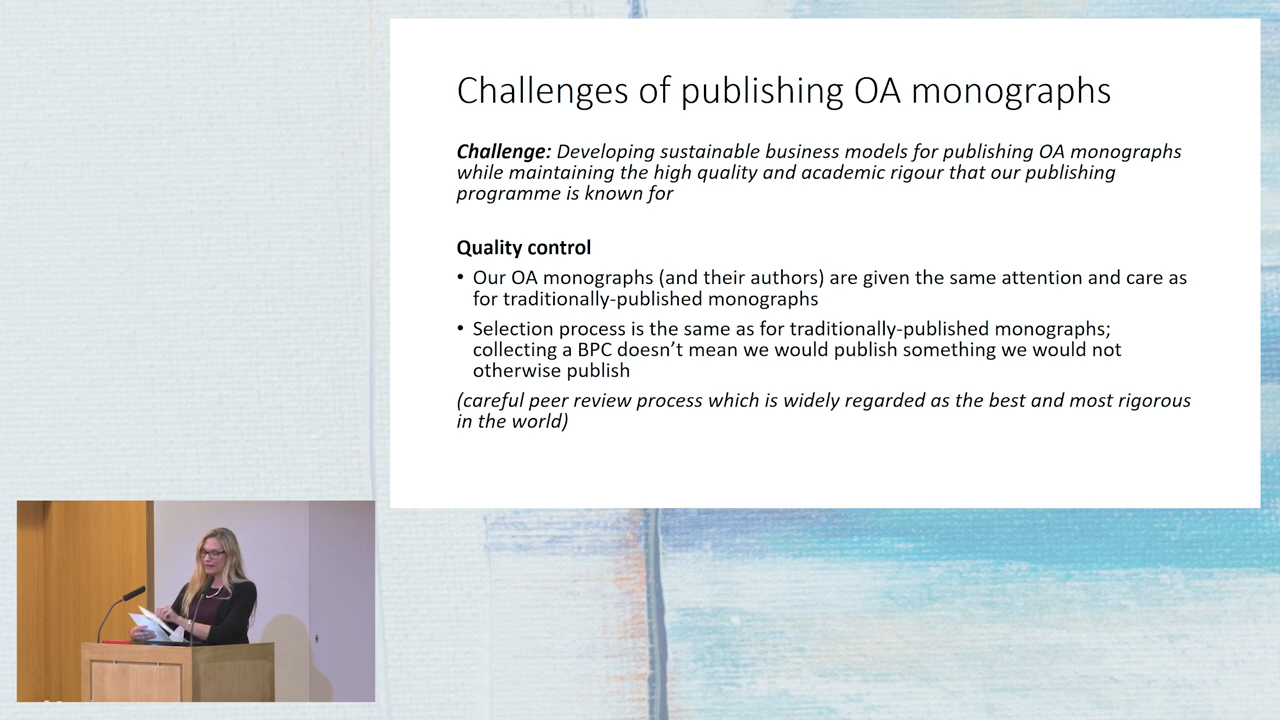 Challenges of publishing OA monographs
Challenge: Developing sustainable business models for publishing OA monographs
while maintaining the high quality and academic rigour that our publishing
programme is known for
Quality control
• Our OA monographs (and their authors) are given the same attention and care as
for traditionally-published monographs
• Selection process is the same as for traditionally-published monographs;
collecting a BPC doesn’t mean we would publish something we would not
otherwise publish
(careful peer review process which is widely regarded as the best and most rigorous
in the world)